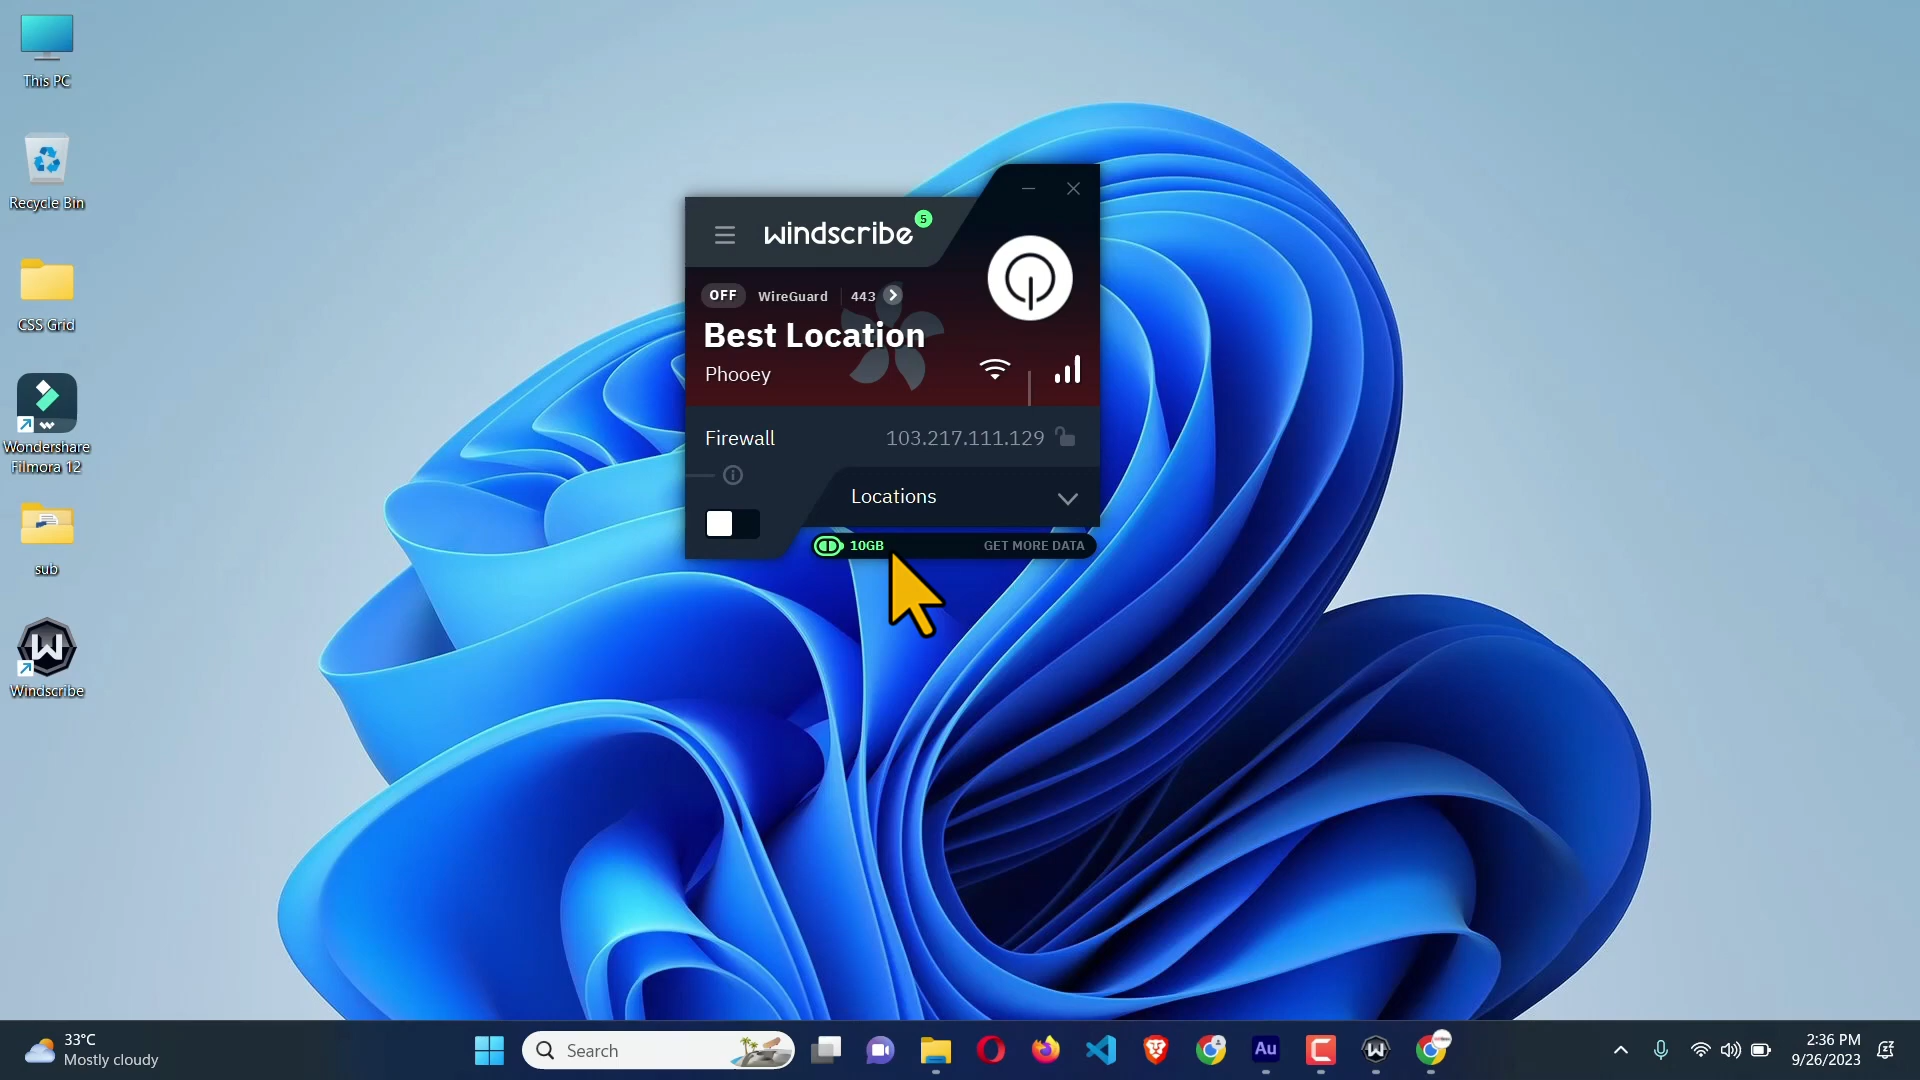 This PC
Recycle Bin
CSS Grid
Wondershare
Filmora 12
sub
Windscribe
windscribe 5
OFF WireGuard 443
Best Location
Phooey
Firewall 103.217.111.129
Locations
10GB GET MORE DATA
33°C
Mostly cloudy
Search
Au
2:36 PM
9/26/2023